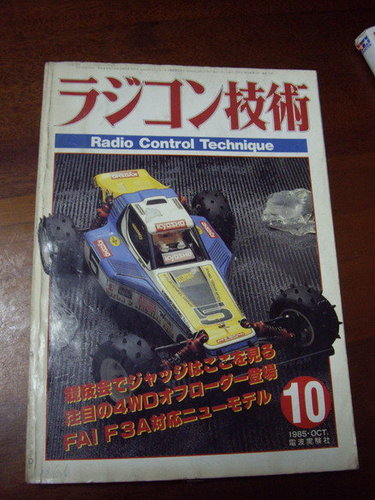 ラジコン技術
Radio Control Technique
KYOSHO
KYOSHO
5
競技会でジャッジはここを見る
注目の4WDオフローダー登場
FAI F3A対応ニューモデル
10
1985・OCT.
電波実験社